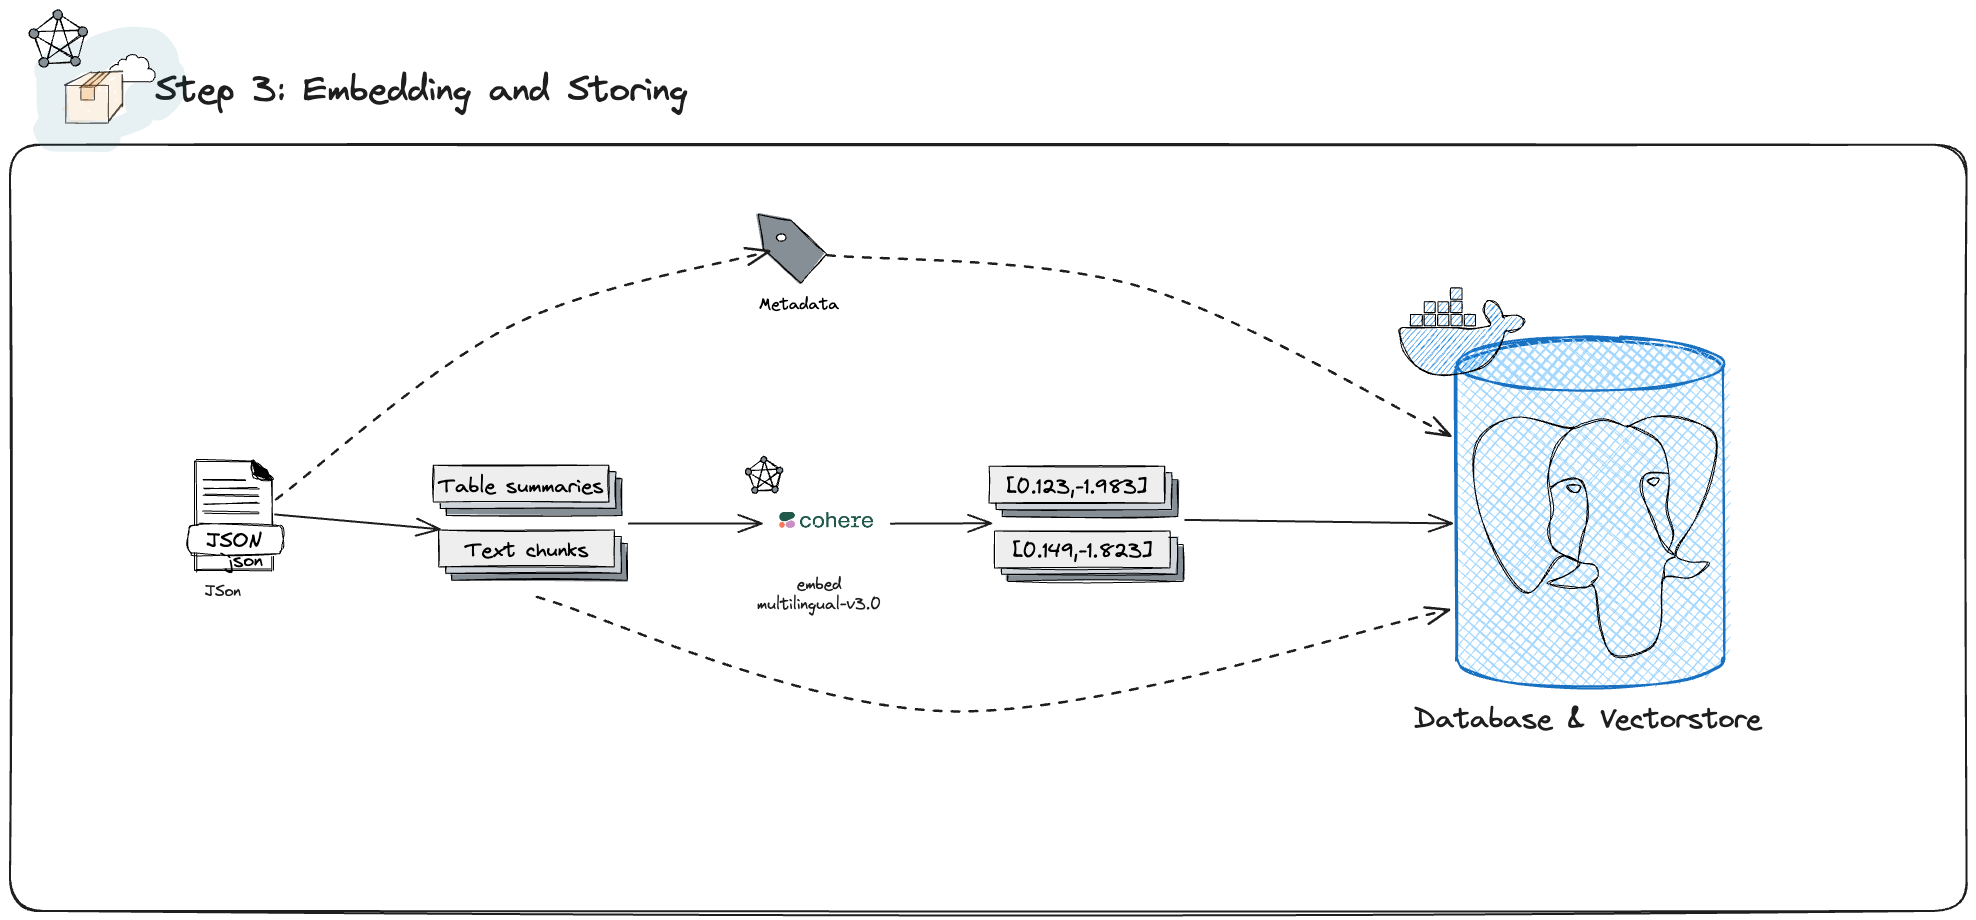 Step 3: Embedding and Storing
Metadata
JSON
json
JSon
Table summaries
Text chunks
cohere
embed
multilingual-v3.0
[0.123,-1.983]
[0.149,-1.823]
Database & Vectorstore